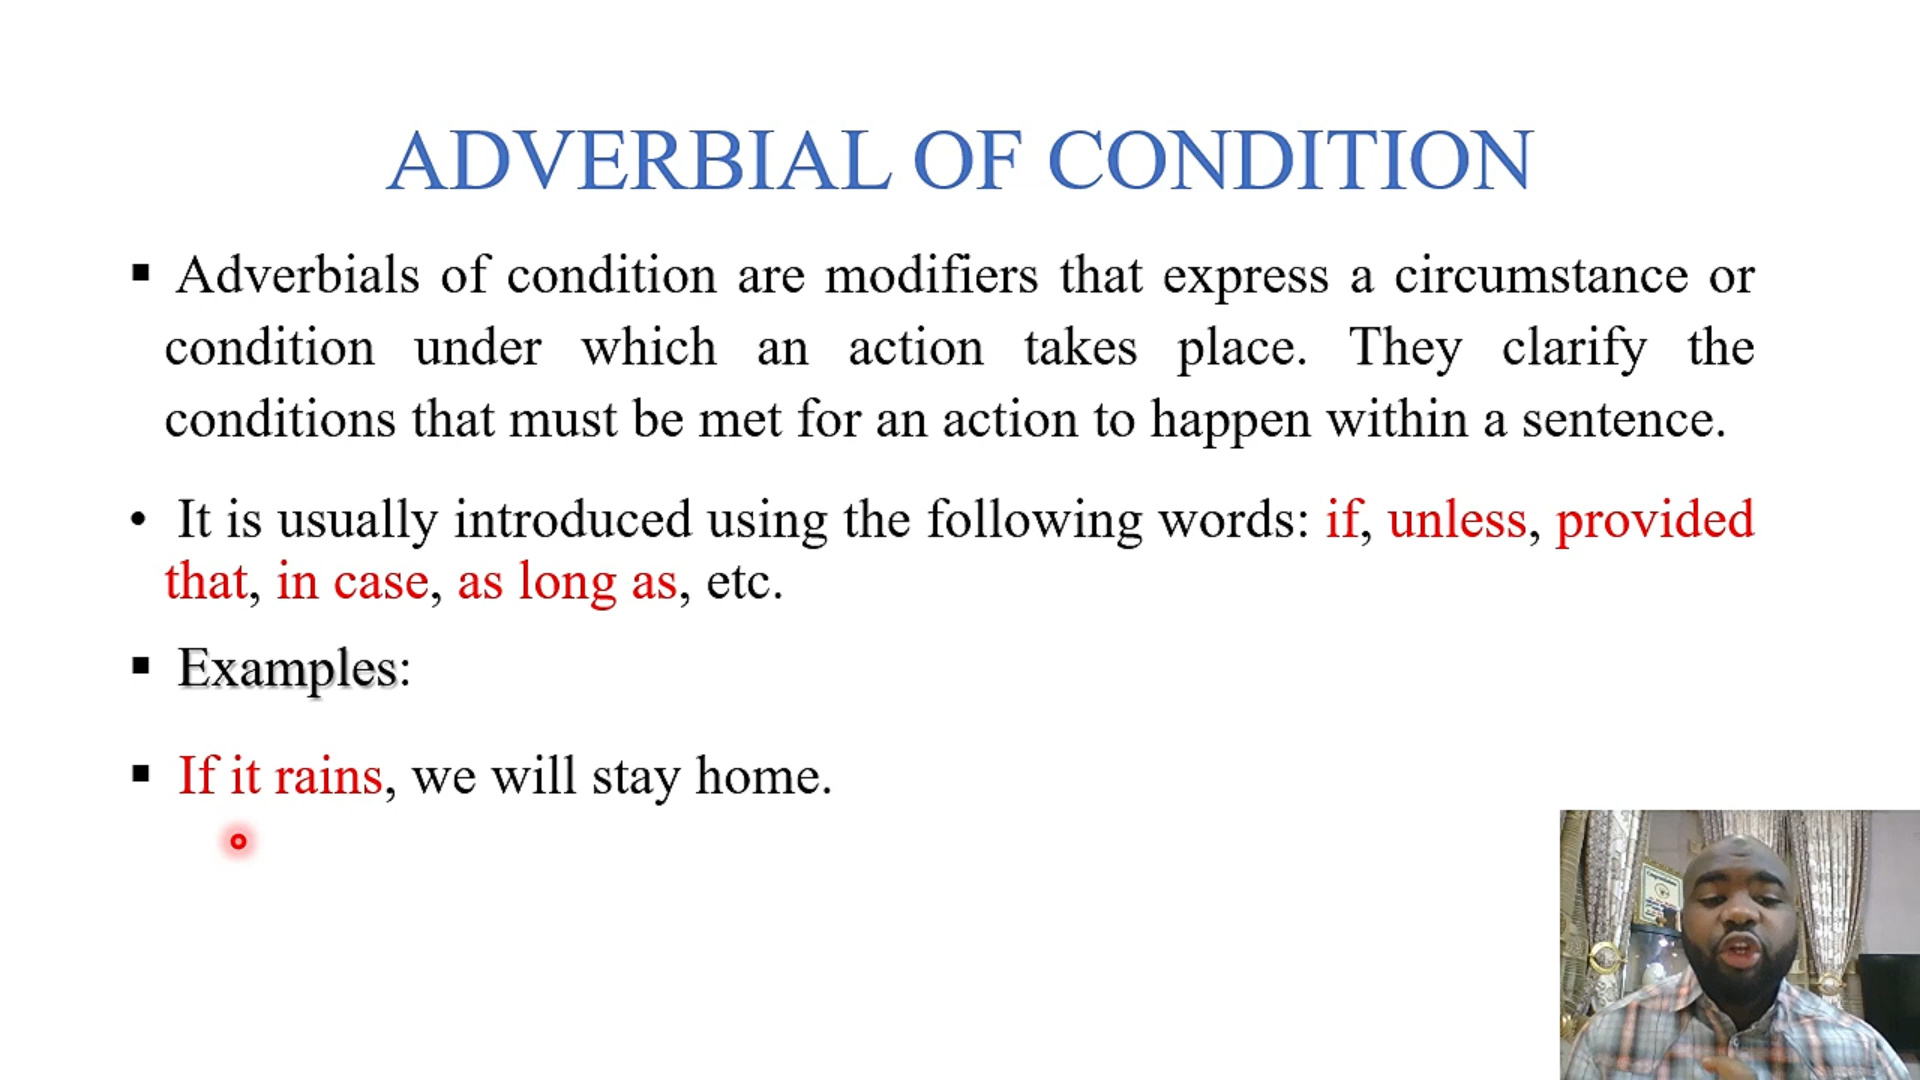 ADVERBIAL OF CONDITION
▪ Adverbials of condition are modifiers that express a circumstance or
condition under which an action takes place. They clarify the
conditions that must be met for an action to happen within a sentence.
• It is usually introduced using the following words: if, unless, provided
that, in case, as long as, etc.
▪ Examples:
▪ If it rains, we will stay home.